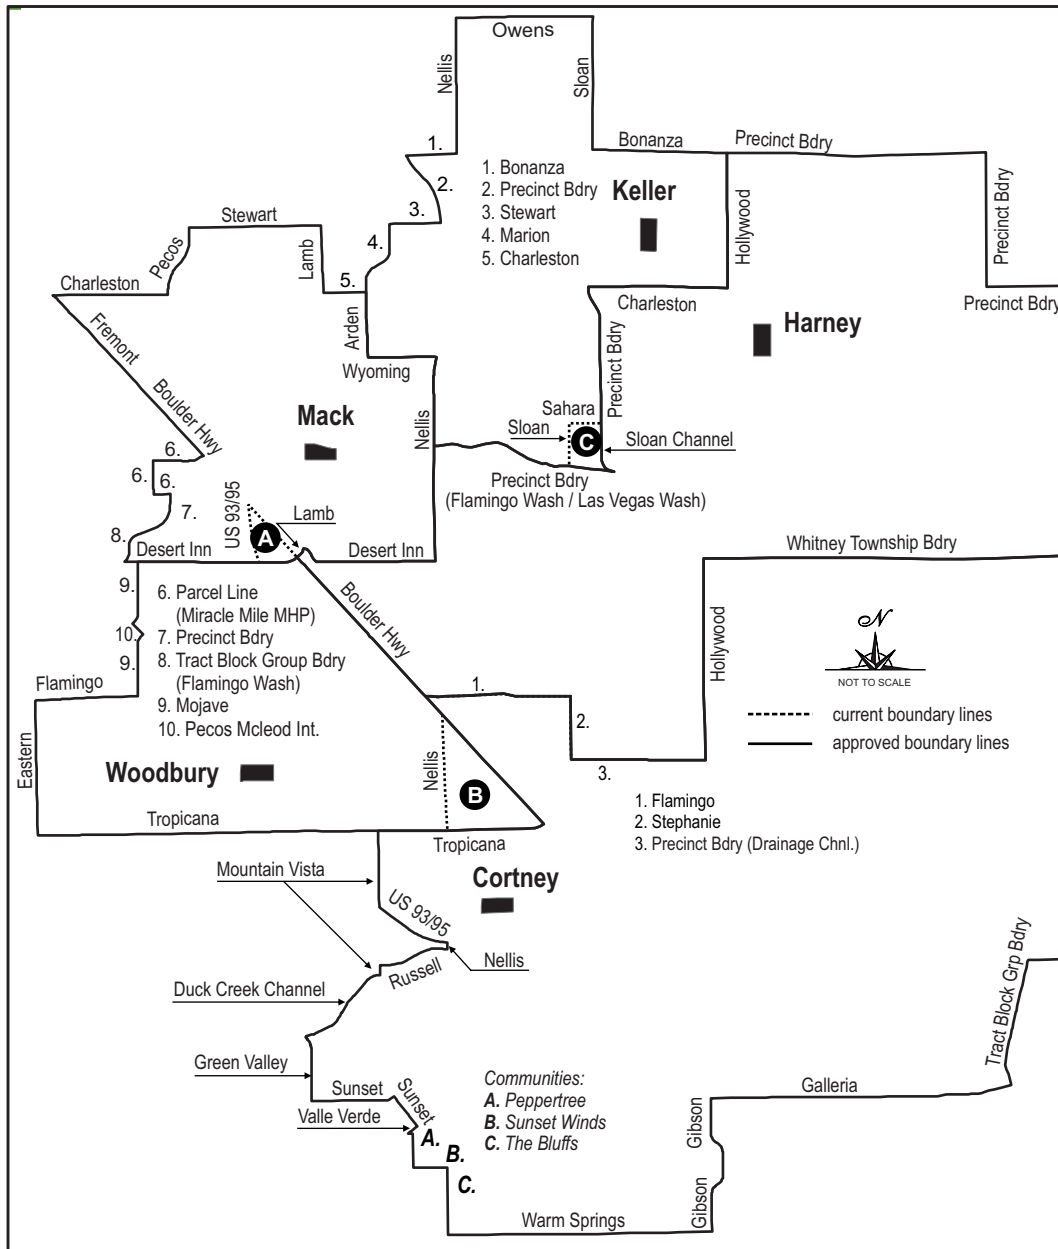 Owens
Nellis
Sloan
1.
Bonanza
Precinct Bdry
2.
1. Bonanza
2. Precinct Bdry
3. Stewart
4. Marion
5. Charleston
Keller
Hollywood
Precinct Bdry
3.
Stewart
4.
Pecos
Lamb
5.
Charleston
Charleston
Precinct Bdry
Fremont
Arden
Precinct Bdry
Harney
Wyoming
Boulder Hwy
Mack
Nellis
Sahara
Sloan
C
Sloan Channel
6.
6.
6.
Precinct Bdry
(Flamingo Wash / Las Vegas Wash)
7.
US 93/95
Lamb
A
8.
Desert Inn
Desert Inn
Whitney Township Bdry
9.
6. Parcel Line
(Miracle Mile MHP)
7. Precinct Bdry
8. Tract Block Group Bdry
(Flamingo Wash)
9. Mojave
10. Pecos Mcleod Int.
Boulder Hwy
10.
9.
Hollywood
N
NOT TO SCALE
Flamingo
1.
current boundary lines
approved boundary lines
2.
Eastern
Woodbury
Nellis
B
3.
1. Flamingo
2. Stephanie
3. Precinct Bdry (Drainage Chnl.)
Tropicana
Tropicana
Mountain Vista
Cortney
US 93/95
Nellis
Russell
Duck Creek Channel
Tract Block Grp Bdry
Green Valley
Sunset
Sunset
Communities:
A. Peppertree
B. Sunset Winds
C. The Bluffs
Galleria
Valle Verde
A.
B.
C.
Gibson
Gibson
Warm Springs